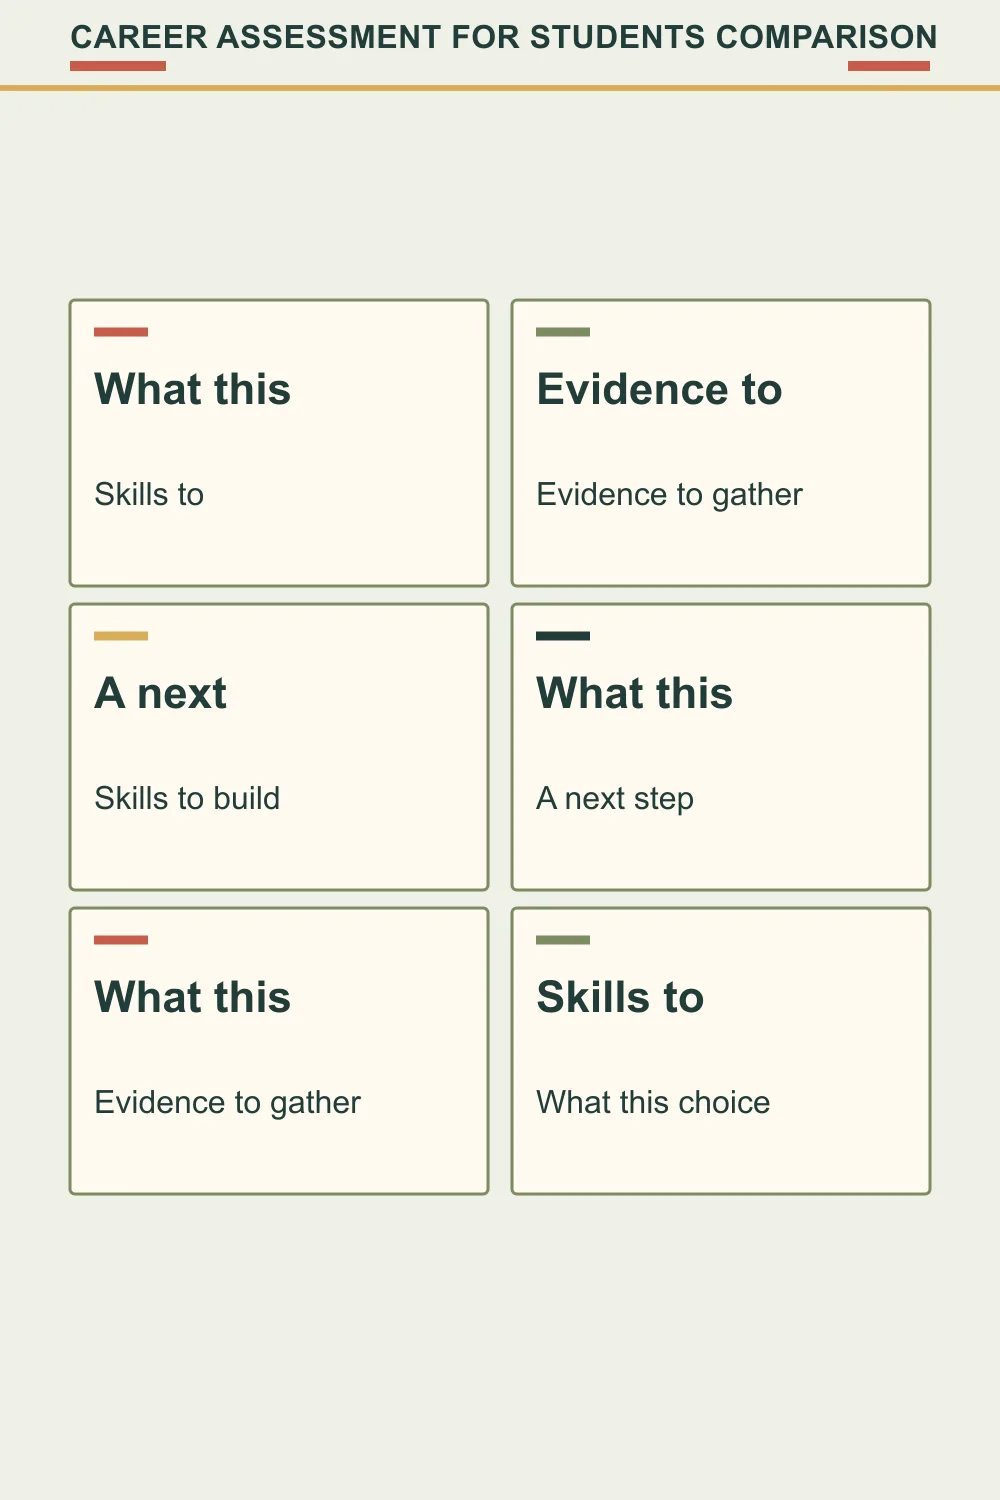 CAREER ASSESSMENT FOR STUDENTS COMPARISON
What this
Skills to
Evidence to
Evidence to gather
A next
Skills to build
What this
A next step
What this
Evidence to gather
Skills to
What this choice